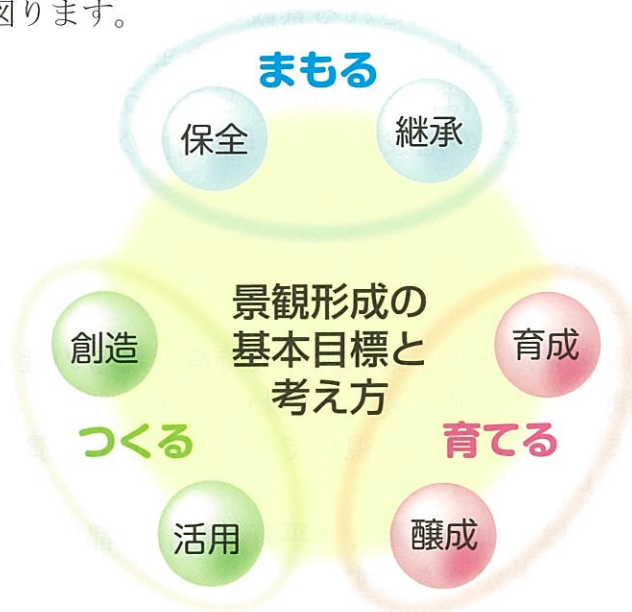 図ります。
まもる
保全
継承
景観形成の
基本目標と
考え方
創造
つくる
活用
育成
育てる
醸成